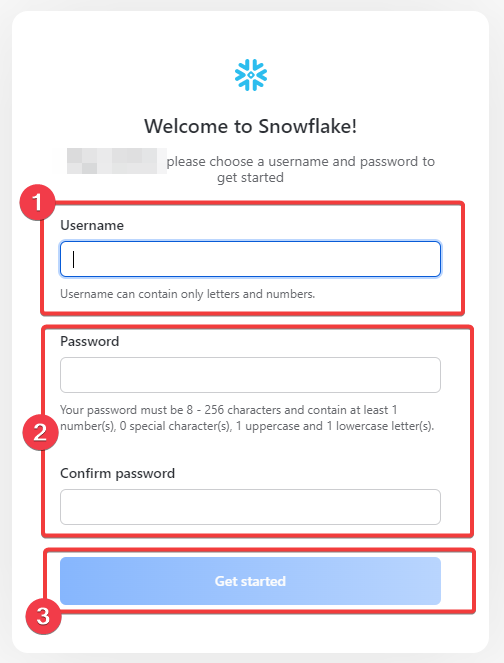 Welcome to Snowflake!
please choose a username and password to
get started
1
Username
Username can contain only letters and numbers.
Password
Your password must be 8 - 256 characters and contain at least 1
number(s), 0 special character(s), 1 uppercase and 1 lowercase letter(s).
2
Confirm password
Get started
3